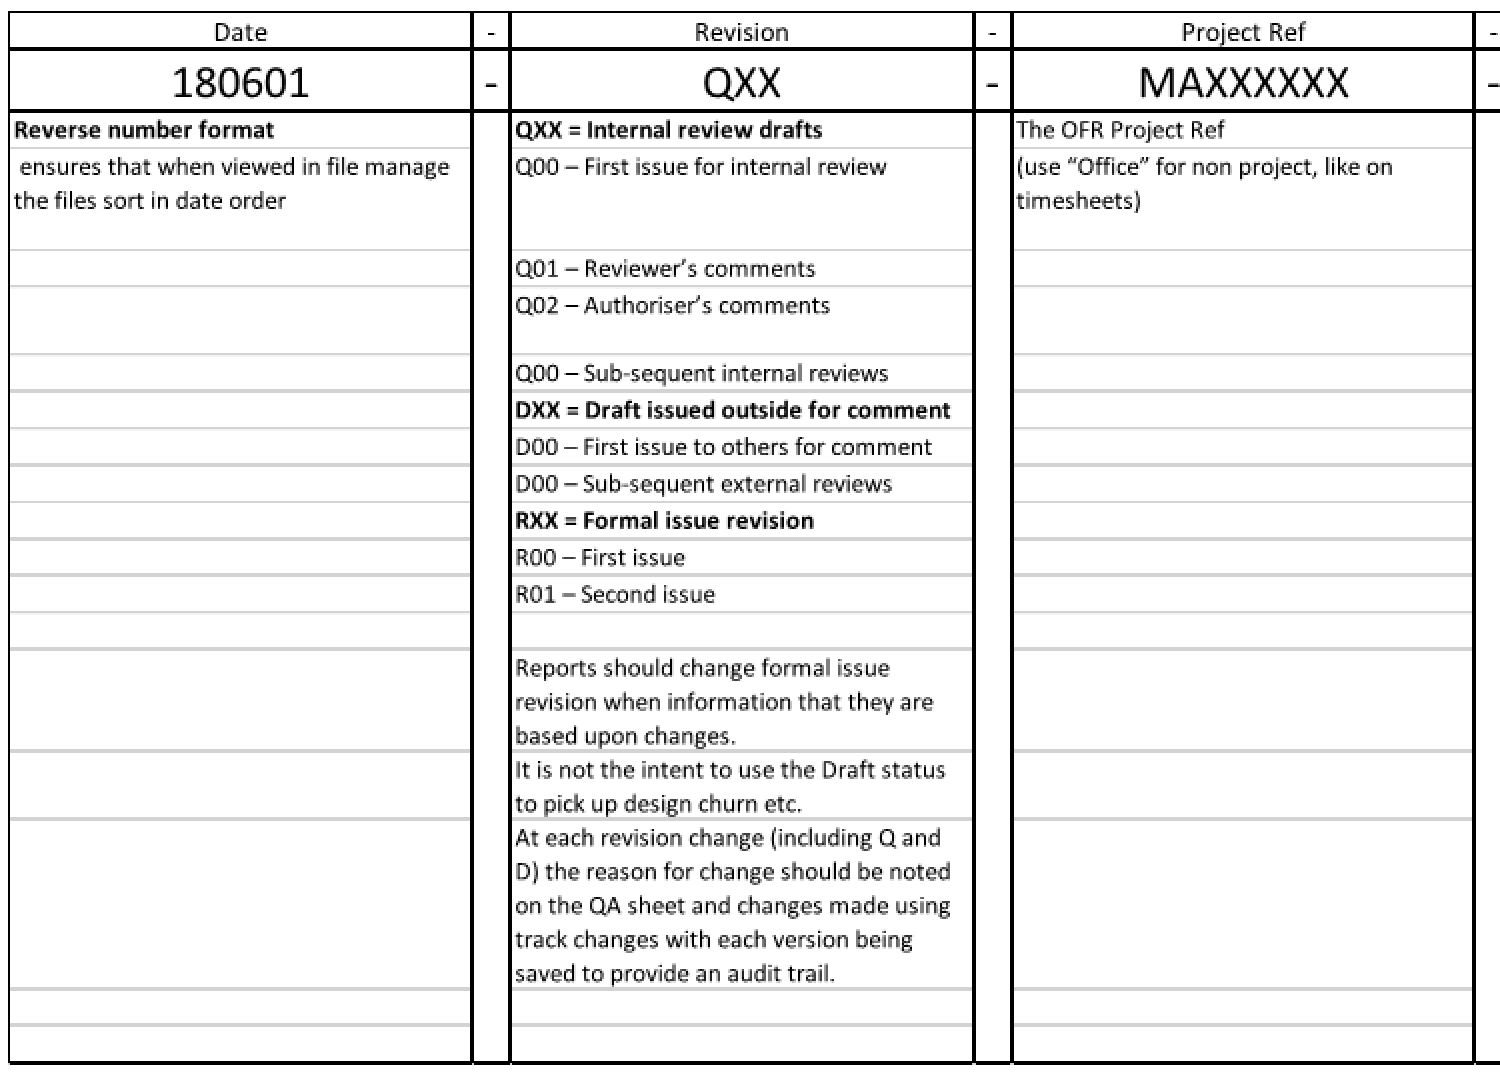 Date - Revision - Project Ref -
180601 - QXX - MAXXXXXX -
Reverse number format
ensures that when viewed in file manage
the files sort in date order
QXX = Internal review drafts
Q00 – First issue for internal review
Q01 – Reviewer’s comments
Q02 – Authoriser’s comments
Q00 – Sub-sequent internal reviews
DXX = Draft issued outside for comment
D00 – First issue to others for comment
D00 – Sub-sequent external reviews
RXX = Formal issue revision
R00 – First issue
R01 – Second issue
Reports should change formal issue
revision when information that they are
based upon changes.
It is not the intent to use the Draft status
to pick up design churn etc.
At each revision change (including Q and
D) the reason for change should be noted
on the QA sheet and changes made using
track changes with each version being
saved to provide an audit trail.
The OFR Project Ref
(use “Office” for non project, like on
timesheets)